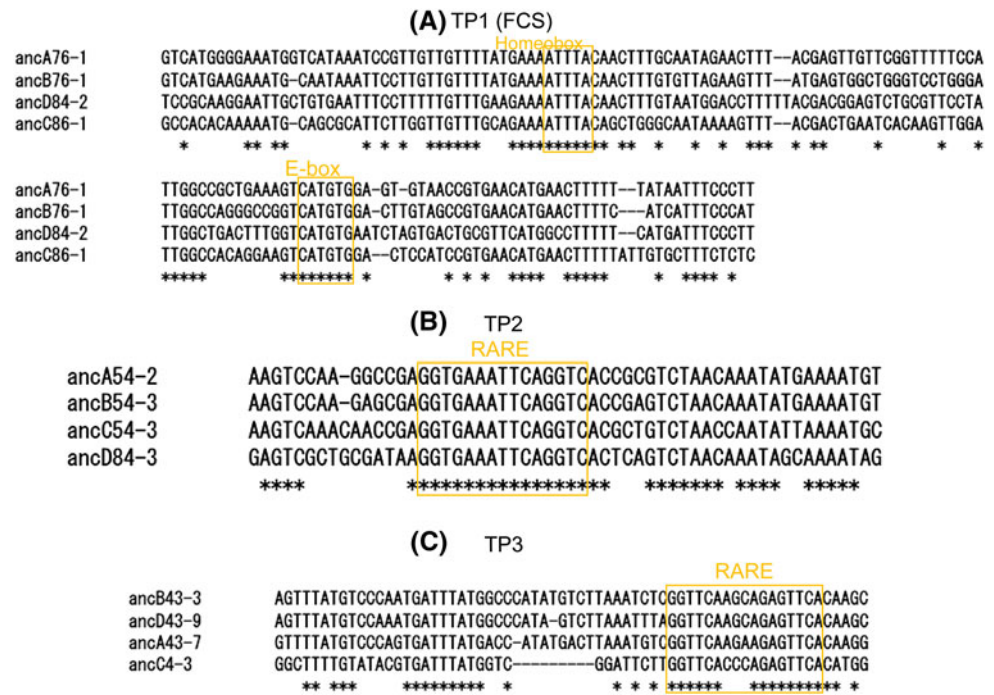 (A) TP1 (FCS)
Homeobox
ancA76-1 GTCATGGGGAAATGGTCATAAATCCGTTGTTGTTTTATGAAAATTTACAACTTTGCAATAGAACTTT--ACGAGTTGTTCGGTTTTTCCA
ancB76-1 GTCATGAAGAAATG-CAATAAATTCCTTGTTGTTTTGTGAAAATTTACAACTTTGTGTTAGAAGTTT--ATGAGTGGCTGGGTCCTGGGA
ancD84-2 TCCGCAAGGAATTGCTGTGAATTTCCTTTTTGTTTGAAGAAAATTTACAACTTTGTAATGGACCTTTTTACGACGGAGTCTGCGTTCCTA
ancC86-1 GCCACACAAAAATG-CAGCGCATTCTTGGTTGTTTGCAGAAAATTTACAGCTGGGCAATAAAAGTTT--ACGACTGAATCACAAGTTGGA
* ** ** * * * ****** *********** ** * * *** * ** * * *
E-box
ancA76-1 TTGGCCGCTGAAAGTCATGTGGA-GT-GTAACCGTGAACATGAACTTTTT--TATAATTTCCCTT
ancB76-1 TTGGCCAGGGCCGGTCATGTGGA-CTTGTAGCCGTGAACATGAACTTTTC---ATCATTTCCCAT
ancD84-2 TTGGCTGACTTTGGTCATGTGAATCTAGTGACTGCGTTCATGGCCTTTTT--CATGATTTCCCTT
ancC86-1 TTGGCCACAGGAAGTCATGTGGA--CTCCATCCGTGAACATGAACTTTTTATTGTGCTTTCTCTC
***** ******** * * * * **** ***** * **** *
(B) TP2
RARE
ancA54-2 AAGTCCAA-GGCCGAGGTGAAATTCAGGTCACCGCGTCTAACAAATATGAAAATGT
ancB54-3 AAGTCCAA-GAGCGAGGTGAAATTCAGGTCACCGAGTCTAACAAATATGAAAATGT
ancC54-3 AAGTCAAACAACCGAGGTGAAATTCAGGTCACGCTGTCTAACCAATATTAAAATGC
ancD84-3 GAGTCGCTGCGATAAGGTGAAATTCAGGTCACTCAGTCTAACAAATAGCAAAATAG
**** ****************** ******* **** *****
(C) TP3
RARE
ancB43-3 AGTTTATGTCCCAATGATTTATGGCCCATATGTCTTAAATCTCGGTTCAAGCAGAGTTCACAAGC
ancD43-9 AGTTTATGTCCAAATGATTTATGGCCCATA-GTCTTAAATTTAGGTTCAAGCAGAGTTCACAAGC
ancA43-7 GTTTTATGTCCCAGTGATTTATGACC-ATATGACTTAAATGTCGGTTCAAGAAGAGTTCACAAGG
ancC4-3 GGCTTTTGTATACGTGATTTATGGTC---------GGATTCTTGGTTCACCCAGAGTTCACATGG
** *** ********* * * * * ****** ********** *